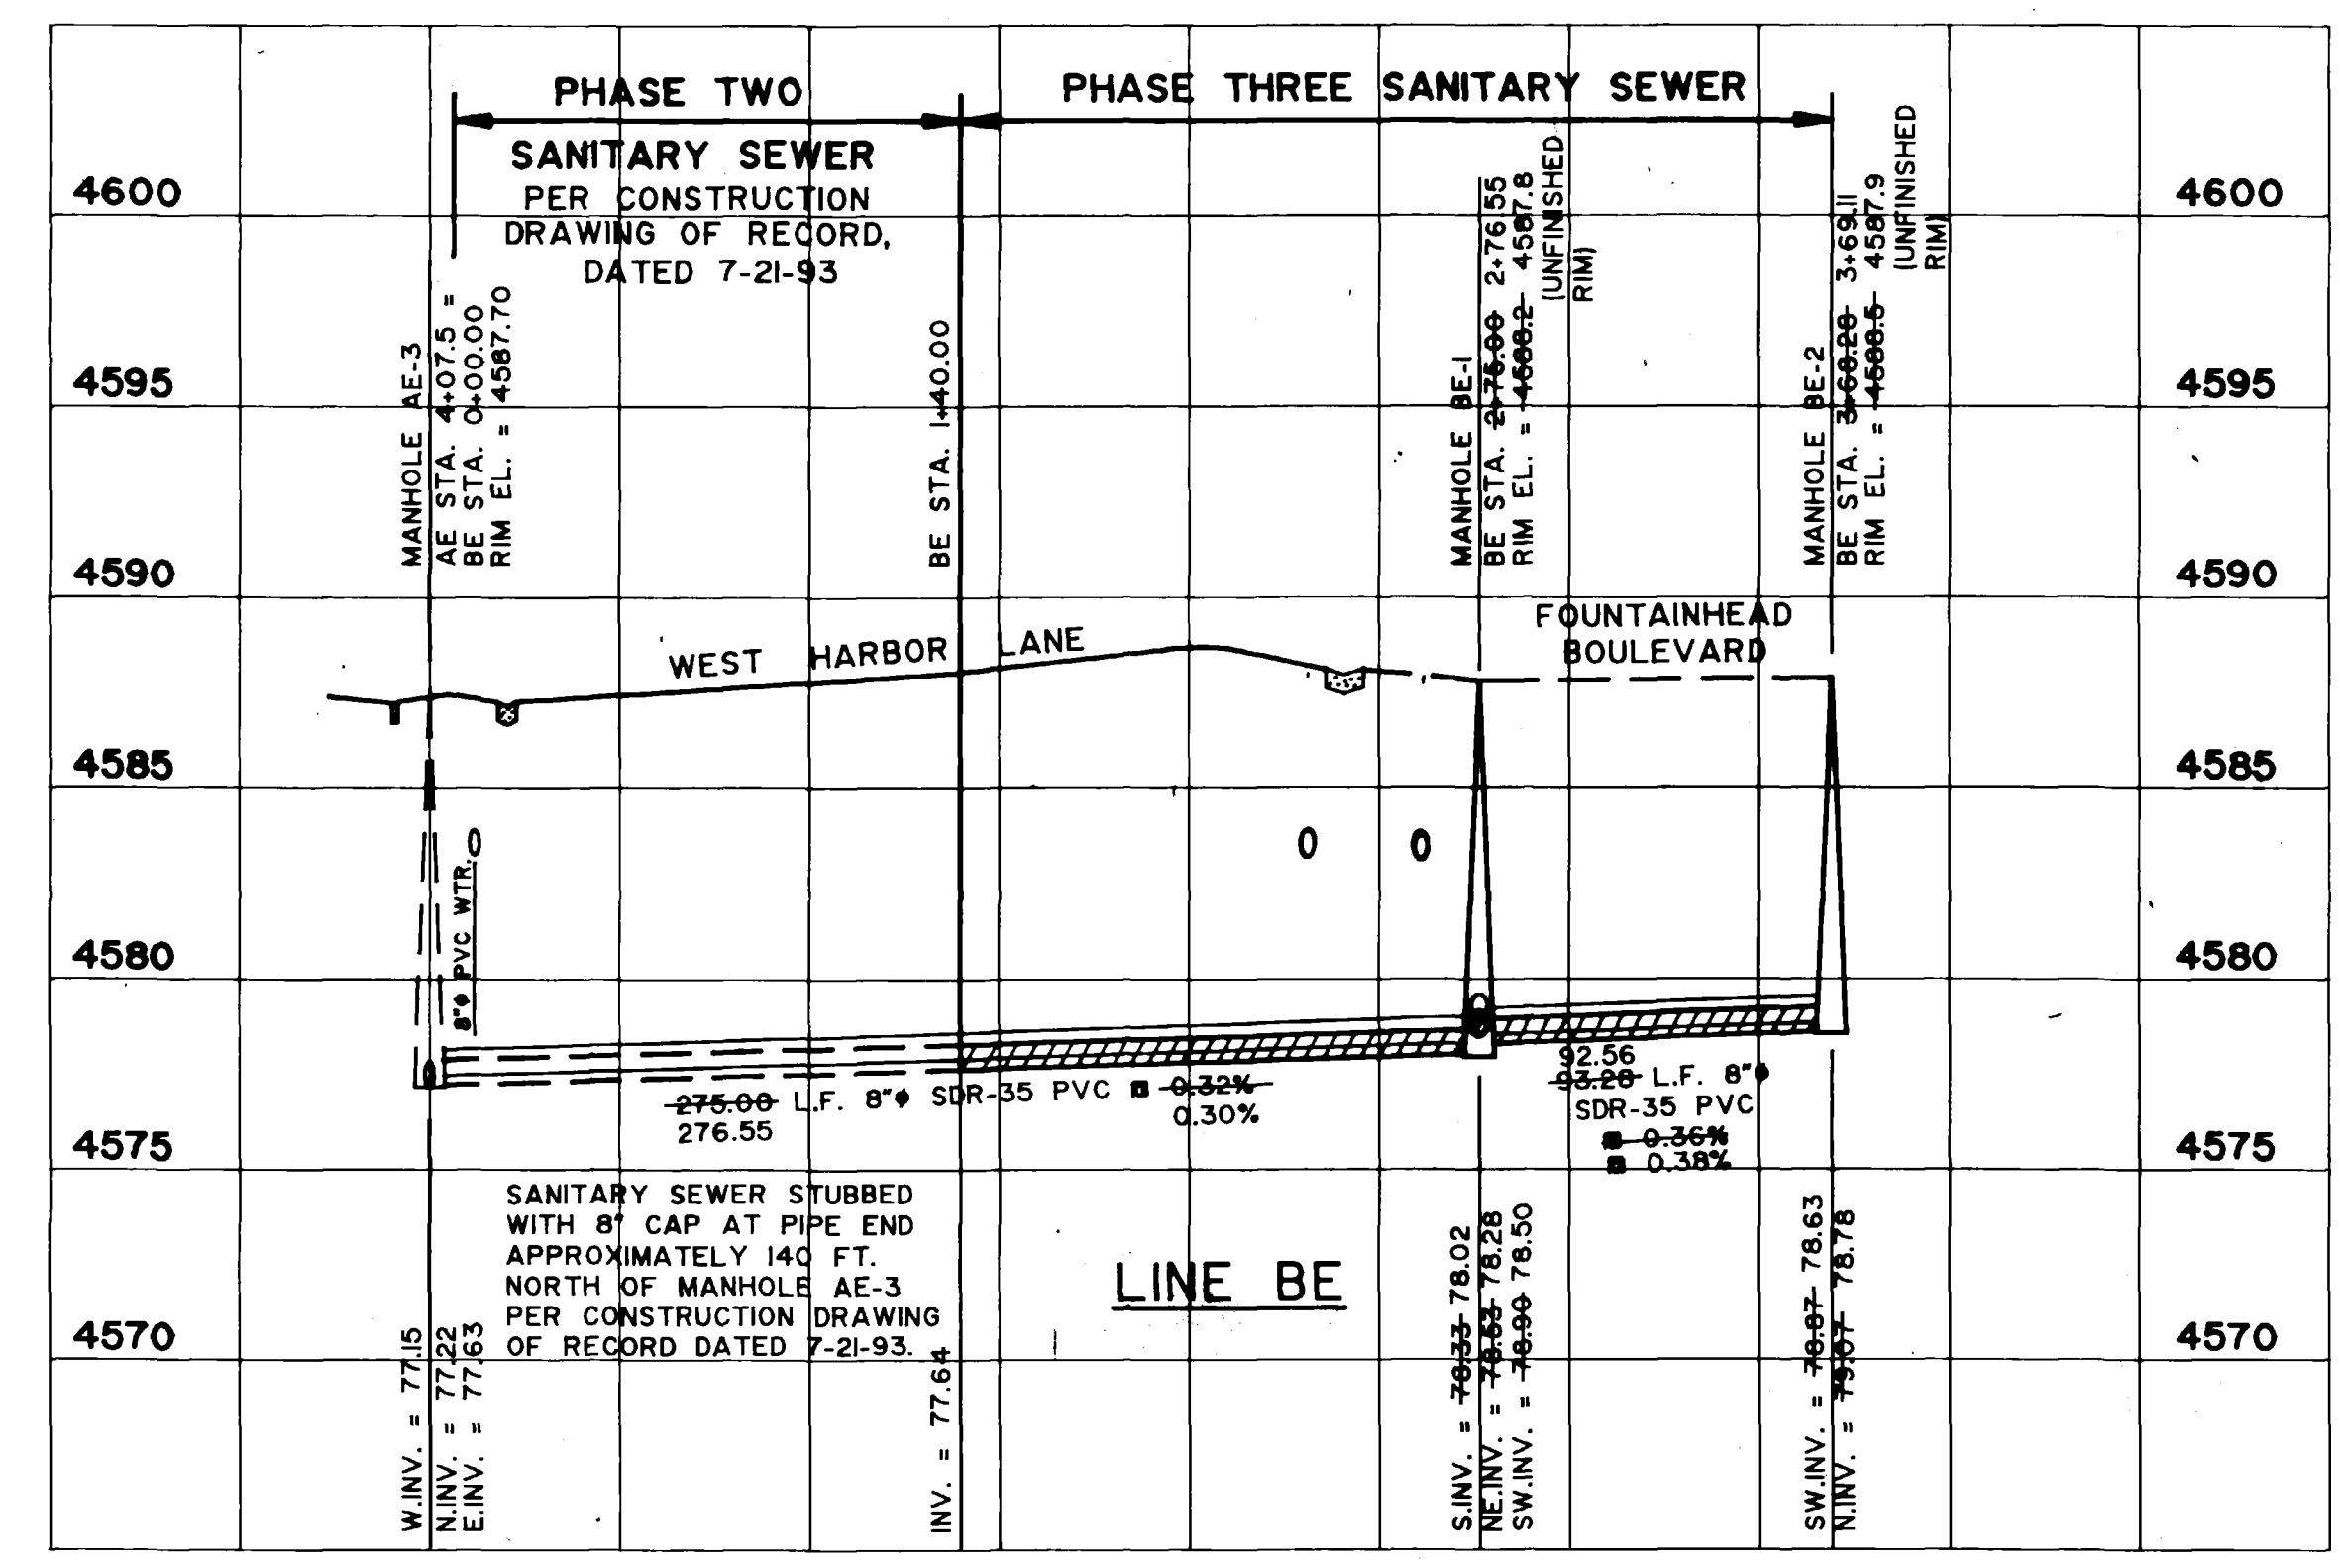 PHASE TWO
PHASE THREE SANITARY SEWER
SANITARY SEWER
PER CONSTRUCTION
DRAWING OF RECORD,
DATED 7-21-93
4600
4600
4595
4595
4590
4590
4585
4585
4580
4580
4575
4575
4570
4570
MANHOLE AE-3
AE STA. 4+07.5 =
BE STA. 0+00.00
RIM EL. = 4587.70
BE STA. 1+40.00
MANHOLE BE-1
BE STA. 2+75.00 2+76.55
RIM EL. = 4588.2 4587.8
(UNFINISHED
RIM)
MANHOLE BE-2
BE STA. 3+68.28 3+69.11
RIM EL. = 4588.5 4587.9
(UNFINISHED
RIM)
WEST HARBOR LANE
FOUNTAINHEAD
BOULEVARD
8"φ PVC WTR.
275.00 L.F. 8"φ SDR-35 PVC @ 0.32%
276.55
0.30%
92.56
93.28 L.F. 8"φ
SDR-35 PVC
@ 0.36%
@ 0.38%
SANITARY SEWER STUBBED
WITH 8" CAP AT PIPE END
APPROXIMATELY 140 FT.
NORTH OF MANHOLE AE-3
PER CONSTRUCTION DRAWING
OF RECORD DATED 7-21-93.
LINE BE
W.INV. = 77.15
N.INV. = 77.22
E.INV. = 77.63
INV. = 77.64
S.INV. = 78.33 78.02
NE.INV. = 78.53 78.28
SW.INV. = 78.90 78.50
SW.INV. = 78.87 78.63
N.INV. = 79.07 78.78